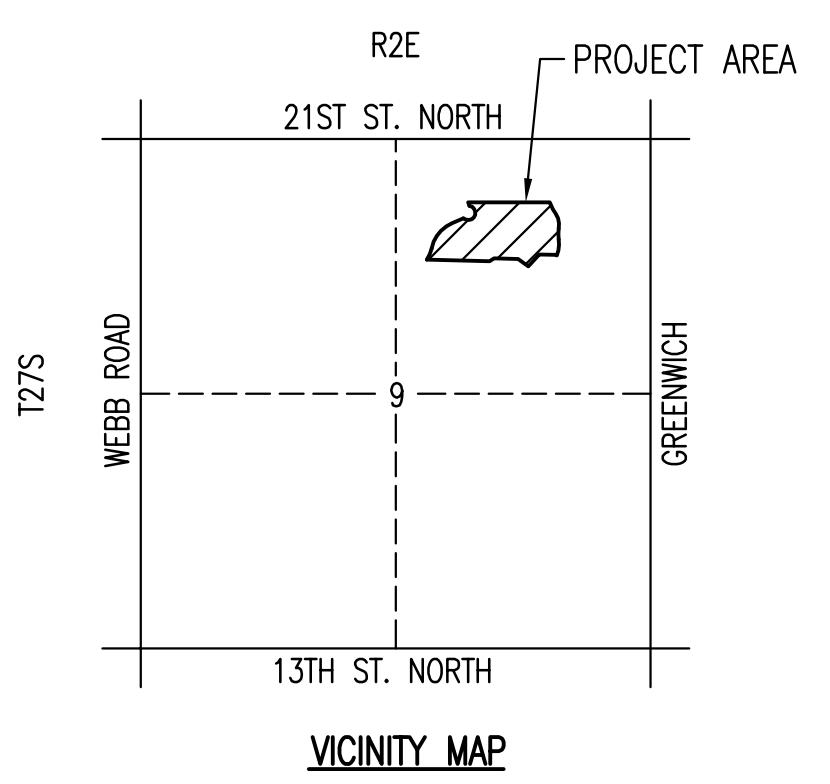 R2E
PROJECT AREA
21ST ST. NORTH
T27S
WEBB ROAD
9
GREENWICH
13TH ST. NORTH
VICINITY MAP